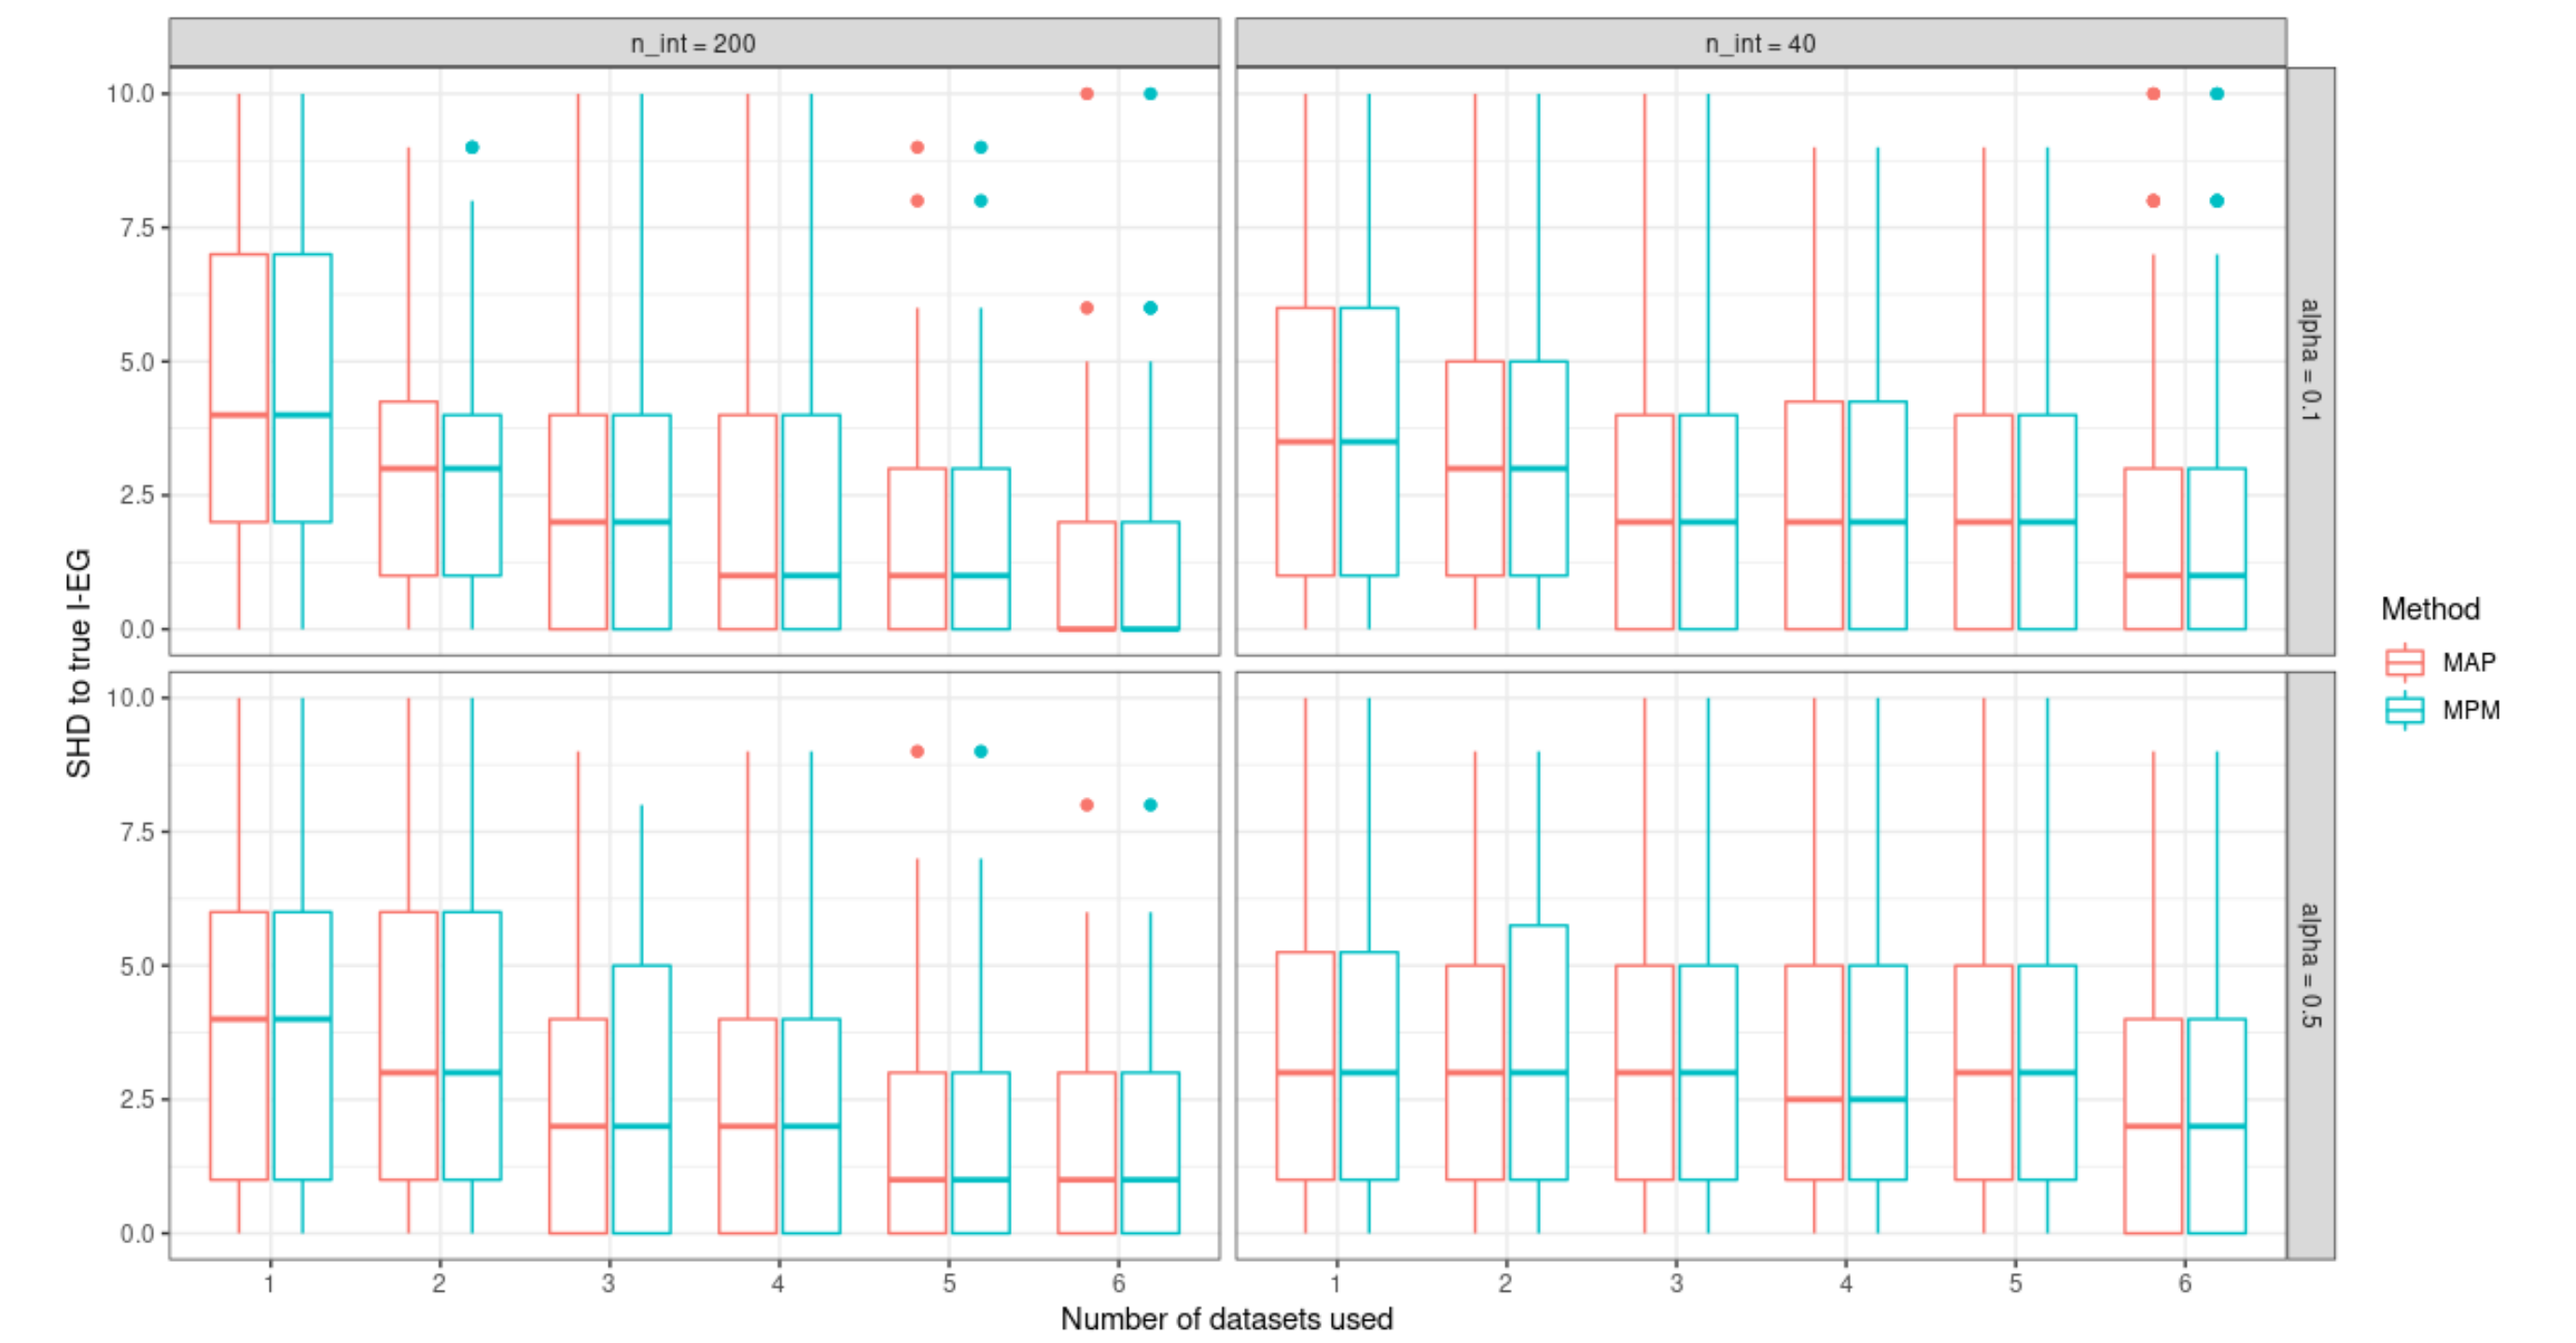 n_int = 200
n_int = 40
10.0
7.5
5.0
2.5
0.0
alpha = 0.1
10.0
7.5
5.0
2.5
0.0
alpha = 0.5
SHD to true I-EG
1 2 3 4 5 6
1 2 3 4 5 6
Number of datasets used
Method
MAP
MPM